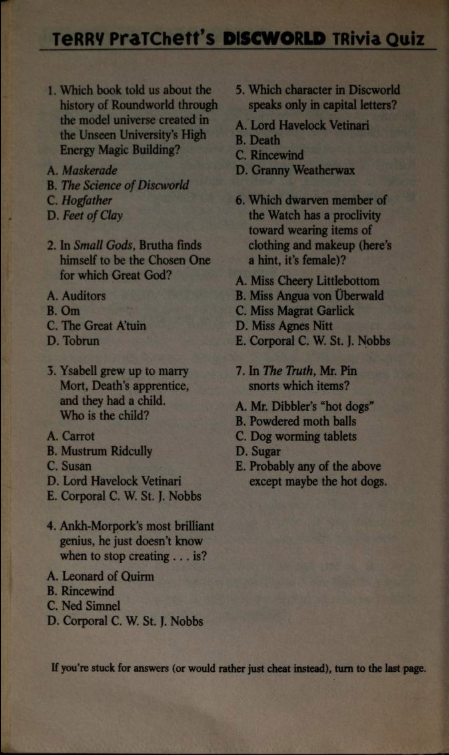 TeRRY PraTCheff's DISCWORLD TRivia Quiz
1. Which book told us about the
history of Roundworld through
the model universe created in
the Unseen University's High
Energy Magic Building?
A. Maskerade
B. The Science of Discworld
C. Hogfather
D. Feet of Clay
2. In Small Gods, Brutha finds
himself to be the Chosen One
for which Great God?
A. Auditors
B. Om
C. The Great A'tuin
D. Tobrun
3. Ysabell grew up to marry
Mort, Death's apprentice,
and they had a child.
Who is the child?
A. Carrot
B. Mustrum Ridcully
C. Susan
D. Lord Havelock Vetinari
E. Corporal C. W. St. J. Nobbs
4. Ankh-Morpork's most brilliant
genius, he just doesn't know
when to stop creating . . . is?
A. Leonard of Quirm
B. Rincewind
C. Ned Simnel
D. Corporal C. W. St. J. Nobbs
5. Which character in Discworld
speaks only in capital letters?
A. Lord Havelock Vetinari
B. Death
C. Rincewind
D. Granny Weatherwax
6. Which dwarven member of
the Watch has a proclivity
toward wearing items of
clothing and makeup (here's
a hint, it's female)?
A. Miss Cheery Littlebottom
B. Miss Angua von Überwald
C. Miss Magrat Garlick
D. Miss Agnes Nitt
E. Corporal C. W. St. J. Nobbs
7. In The Truth, Mr. Pin
snorts which items?
A. Mr. Dibbler's "hot dogs"
B. Powdered moth balls
C. Dog worming tablets
D. Sugar
E. Probably any of the above
except maybe the hot dogs.
If you're stuck for answers (or would rather just cheat instead), turn to the last page.